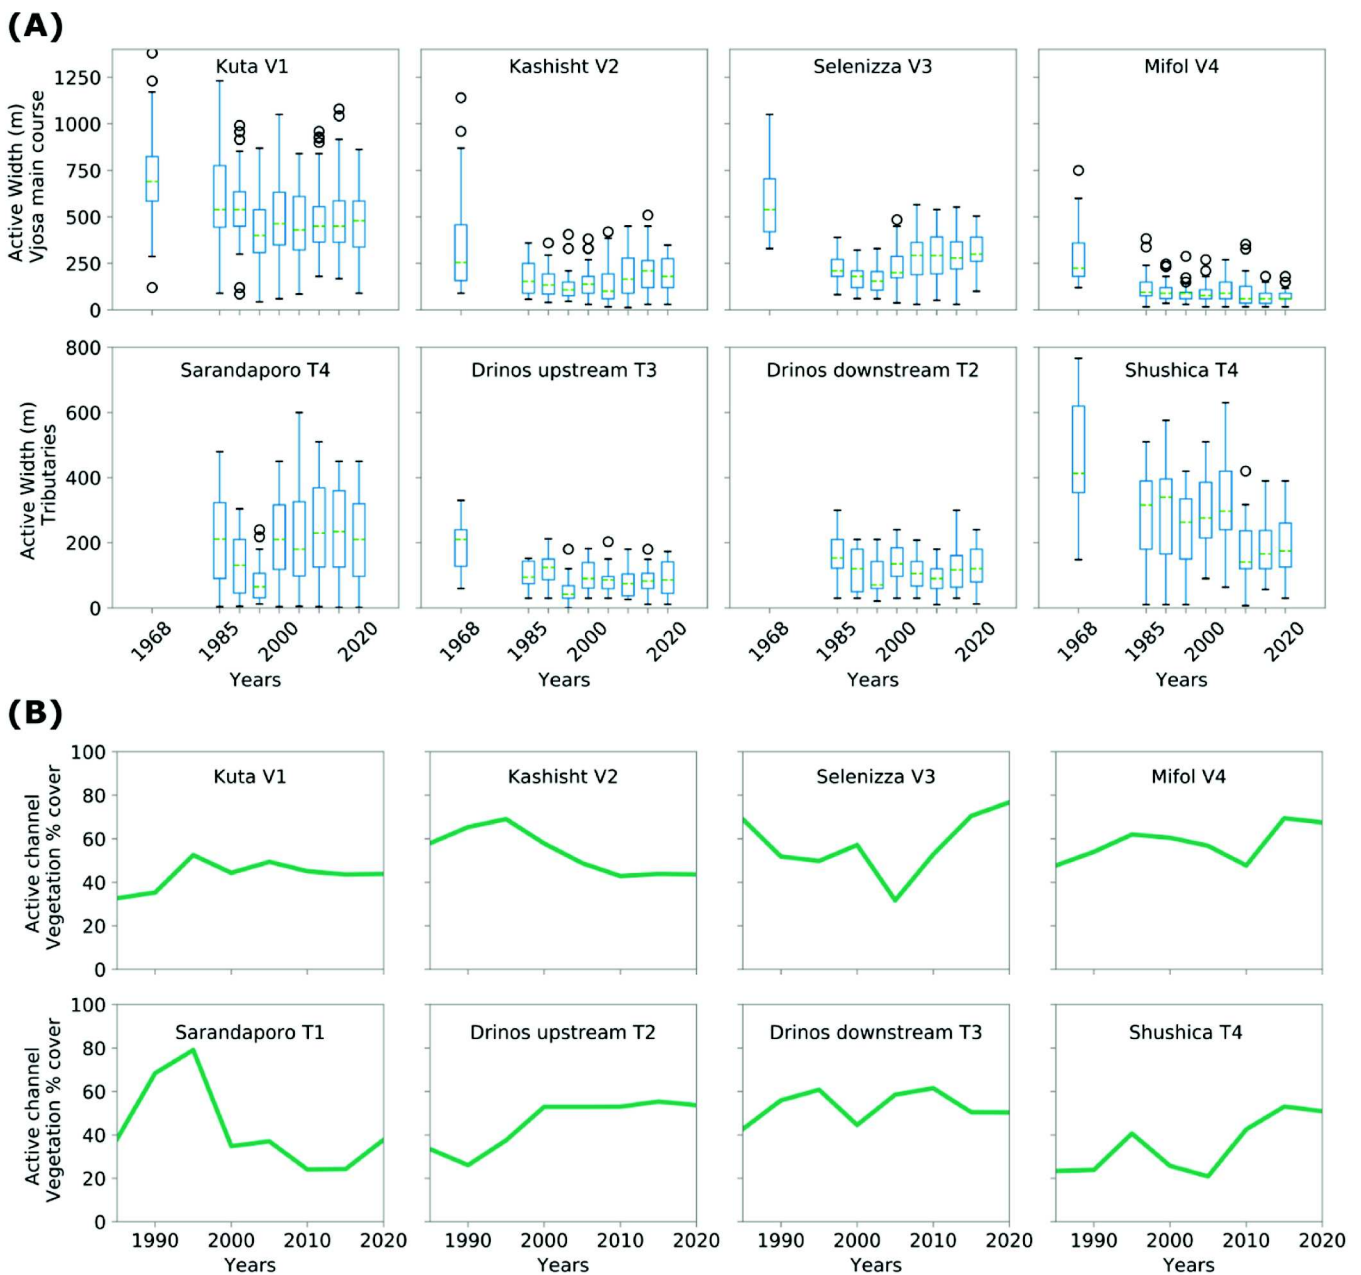 (A)
Active Width (m)
Vjosa main course
Kuta V1
Kashisht V2
Selenizza V3
Mifol V4
1250
1000
750
500
250
0
Active Width (m)
Tributaries
Sarandaporo T4
Drinos upstream T3
Drinos downstream T2
Shushica T4
800
600
400
200
0
1968 1985 2000 2020
1968 1985 2000 2020
1968 1985 2000 2020
1968 1985 2000 2020
Years
Years
Years
Years
(B)
Active channel
Vegetation % cover
Kuta V1
Kashisht V2
Selenizza V3
Mifol V4
100
80
60
40
20
0
Active channel
Vegetation % cover
Sarandaporo T1
Drinos upstream T2
Drinos downstream T3
Shushica T4
100
80
60
40
20
0
1990 2000 2010 2020
1990 2000 2010 2020
1990 2000 2010 2020
1990 2000 2010 2020
Years
Years
Years
Years